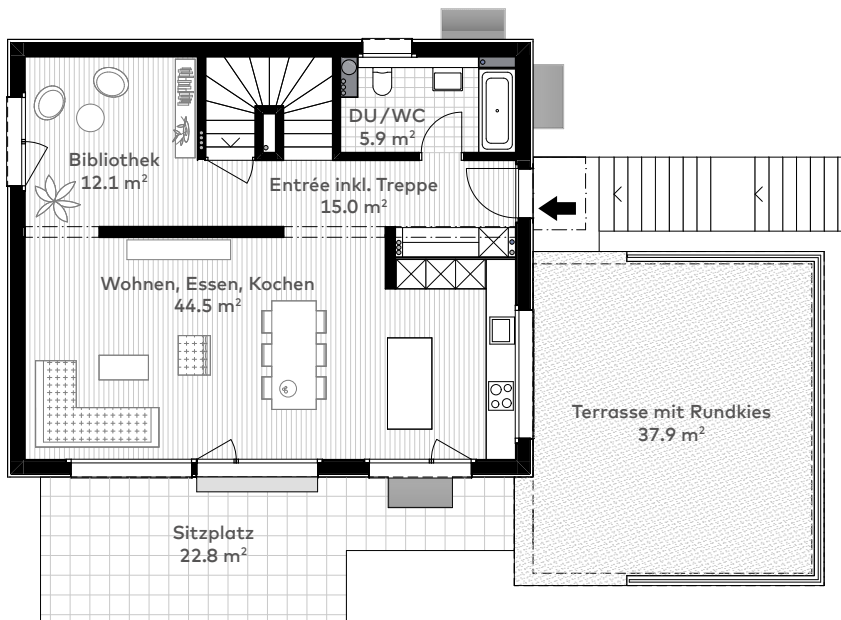 DU/WC
5.9 m²
Bibliothek
12.1 m²
Entrée inkl. Treppe
15.0 m²
Wohnen, Essen, Kochen
44.5 m²
Terrasse mit Rundkies
37.9 m²
Sitzplatz
22.8 m²